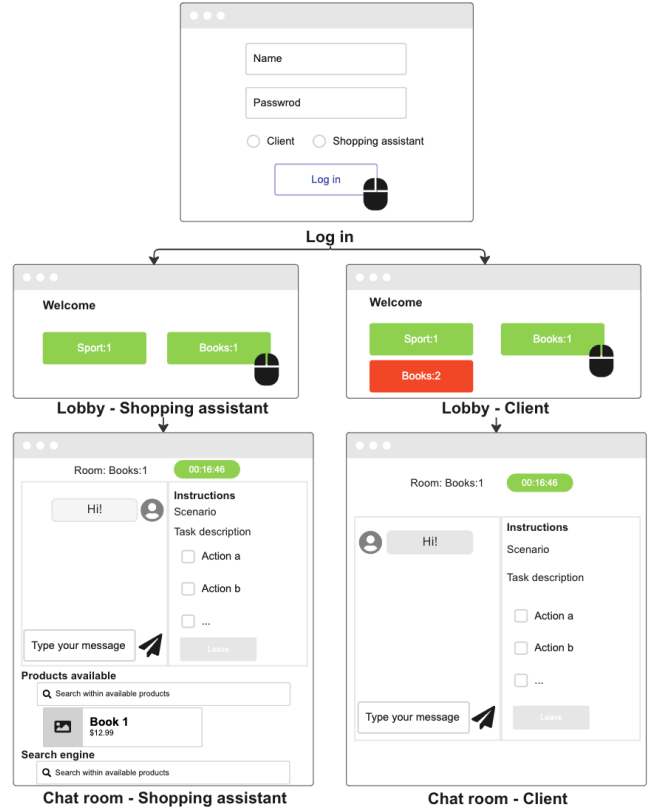 Name
Passwrod
Client
Shopping assistant
Log in
Log in
Welcome
Sport:1
Books:1
Lobby - Shopping assistant
Welcome
Sport:1
Books:1
Books:2
Lobby - Client
Room: Books:1
00:16:46
Hi!
Instructions
Scenario
Task description
Action a
Action b
...
Type your message
Leave
Products available
Search within available products
Book 1
$12.99
Search engine
Search within available products
Chat room - Shopping assistant
Room: Books:1
00:16:46
Hi!
Instructions
Scenario
Task description
Action a
Action b
...
Type your message
Leave
Chat room - Client